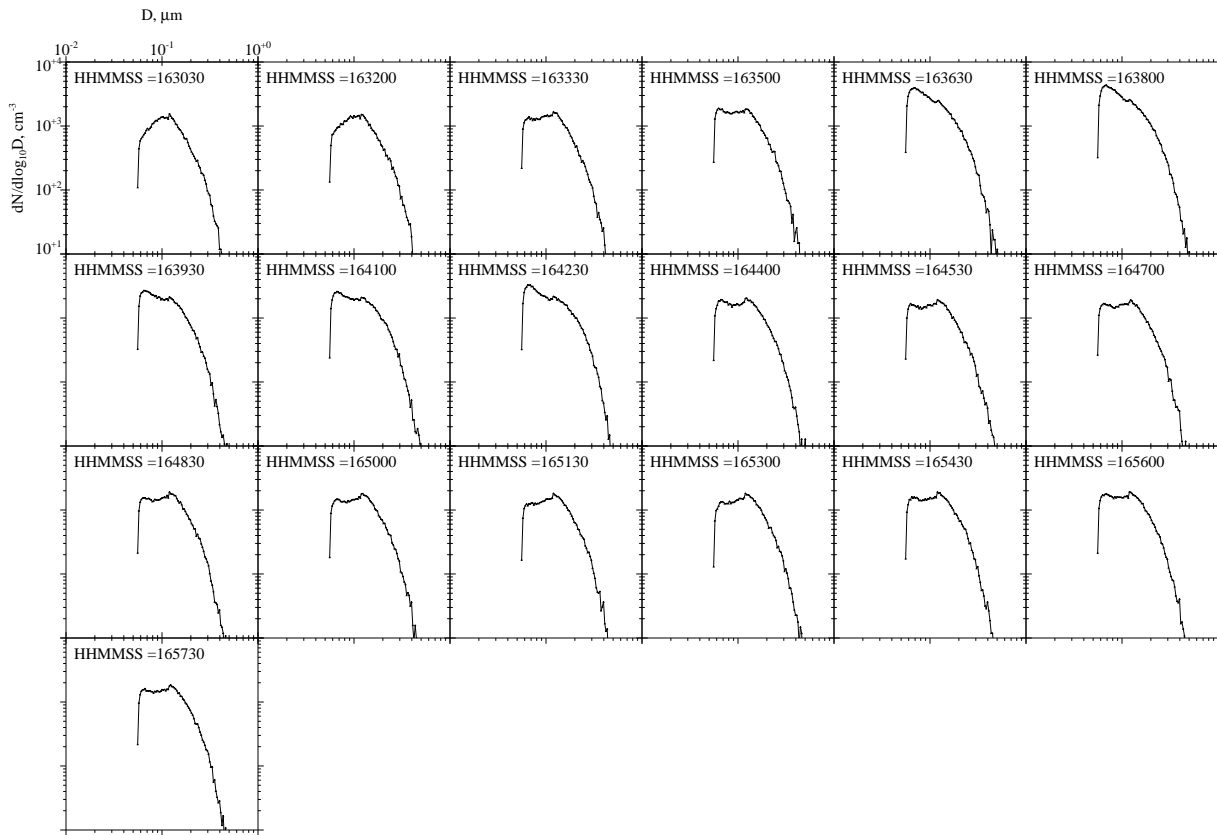 D, μm
10-2 10-1 10+0
10+4
HHMMSS =163030 HHMMSS =163200 HHMMSS =163330 HHMMSS =163500 HHMMSS =163630 HHMMSS =163800
10+3
dN/dlog10D, cm-3
10+2
10+1
HHMMSS =163930 HHMMSS =164100 HHMMSS =164230 HHMMSS =164400 HHMMSS =164530 HHMMSS =164700
HHMMSS =164830 HHMMSS =165000 HHMMSS =165130 HHMMSS =165300 HHMMSS =165430 HHMMSS =165600
HHMMSS =165730